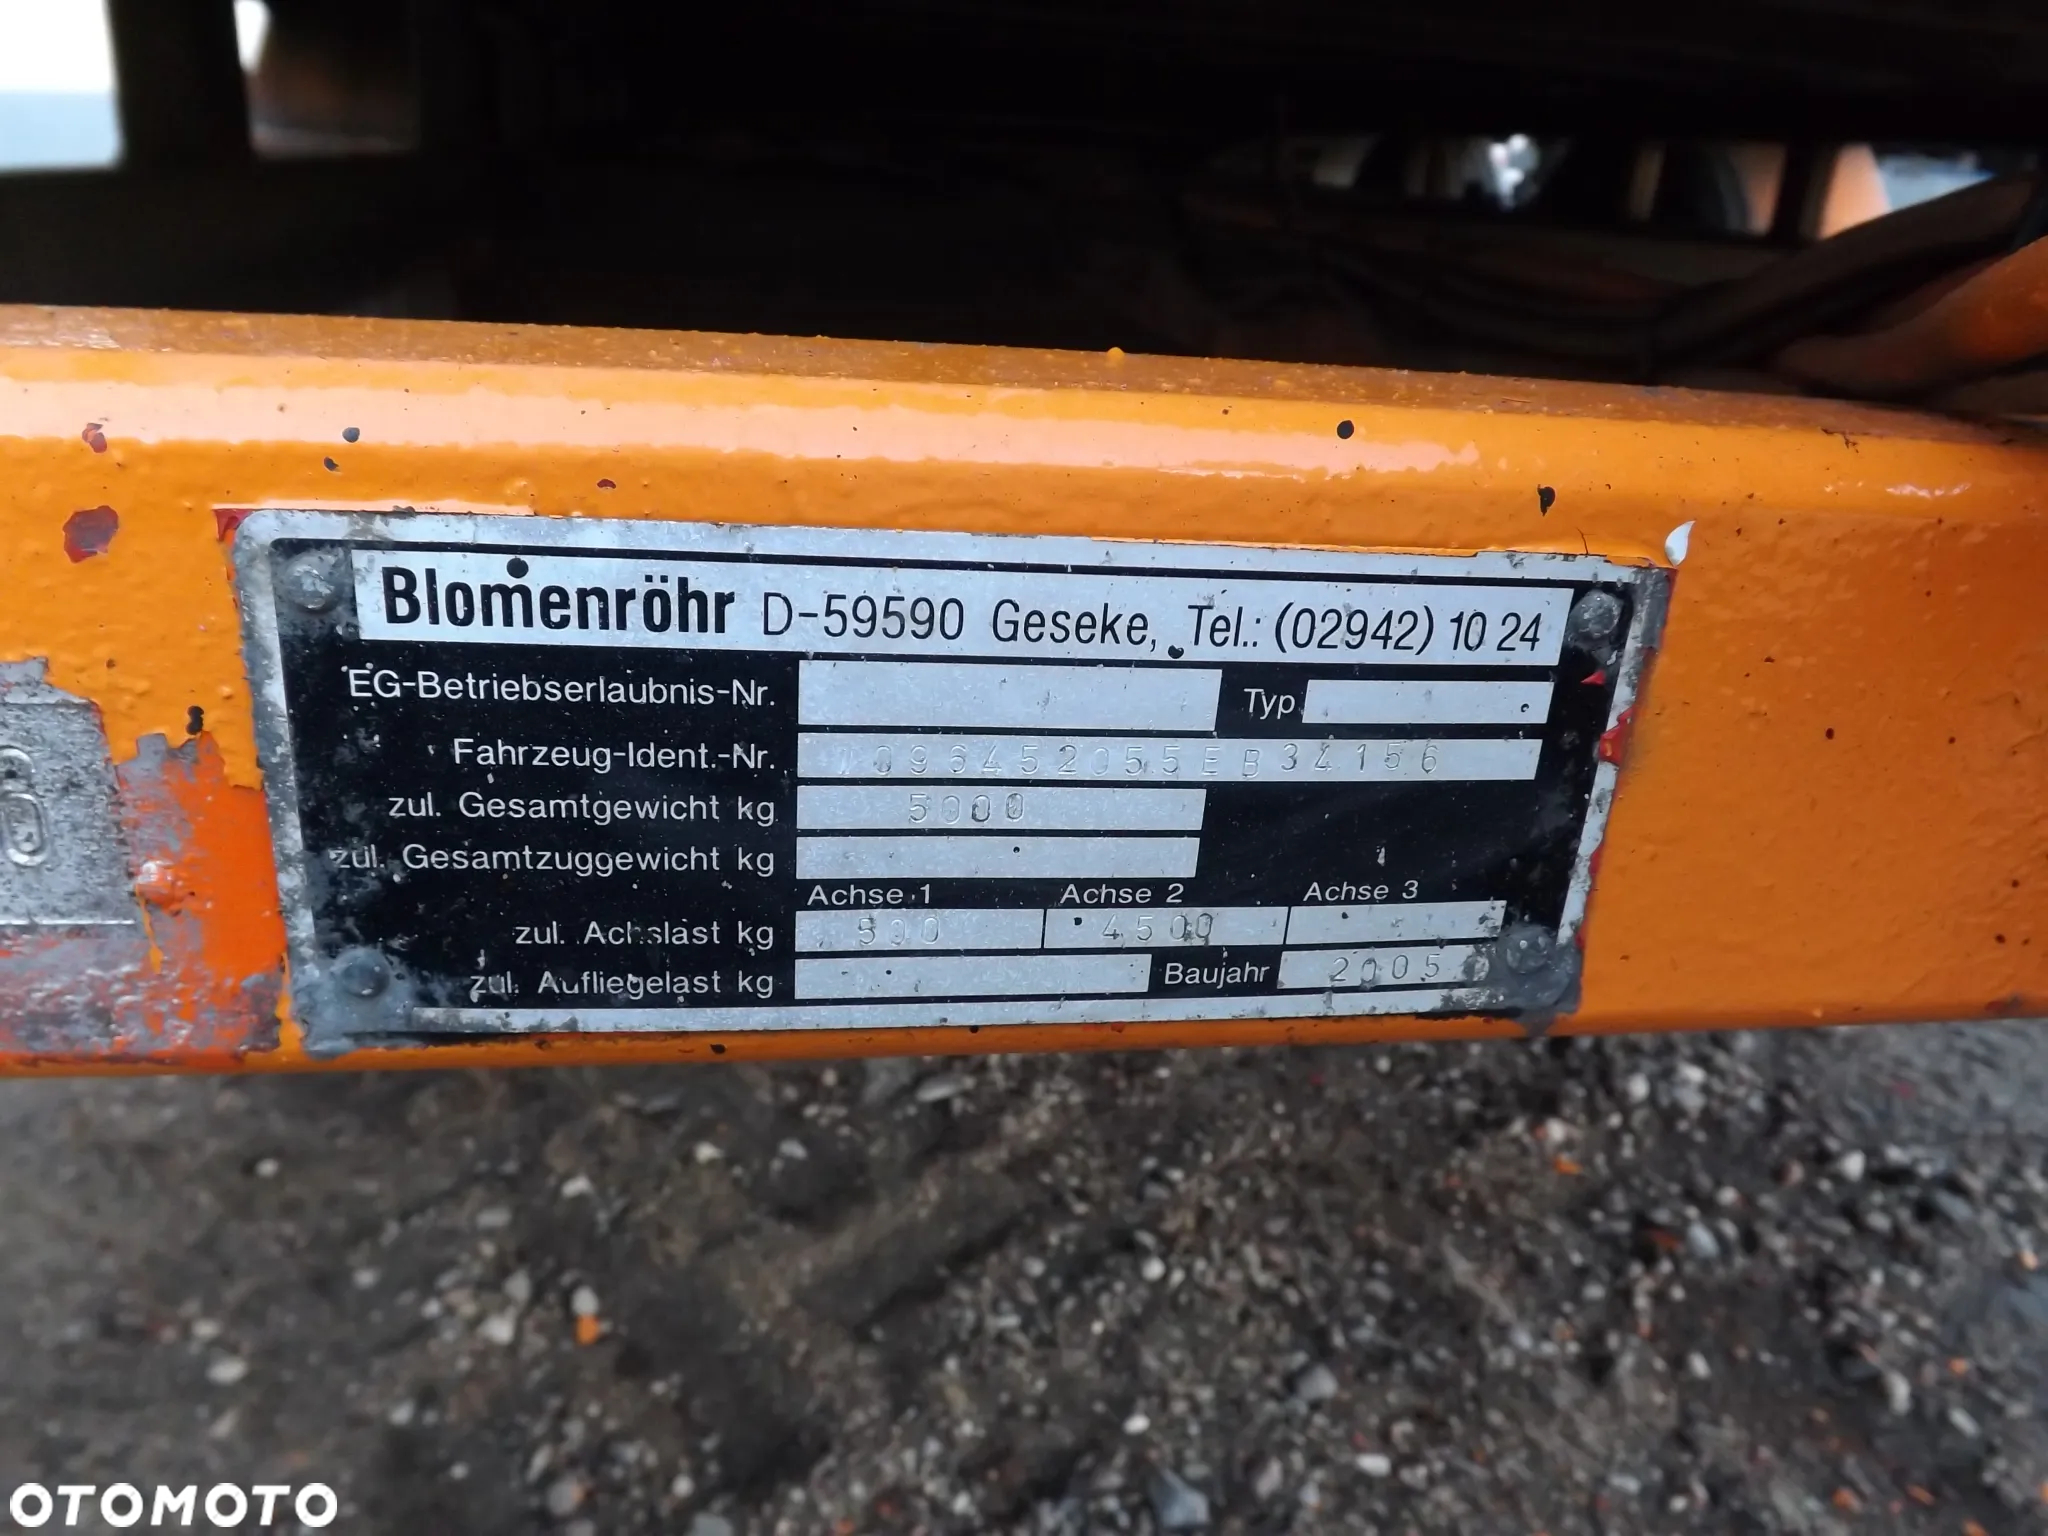 Blomenröhr D-59590 Geseke, Tel.: (02942) 10 24
EG-Betriebserlaubnis-Nr. Typ
Fahrzeug-Ident.-Nr.
zul. Gesamtgewicht kg 5000
zul. Gesamtzuggewicht kg
Achse 1 Achse 2 Achse 3
zul. Achslast kg 500 4500
zul. Aufliegelast kg Baujahr 2005
6
OTOMOTO